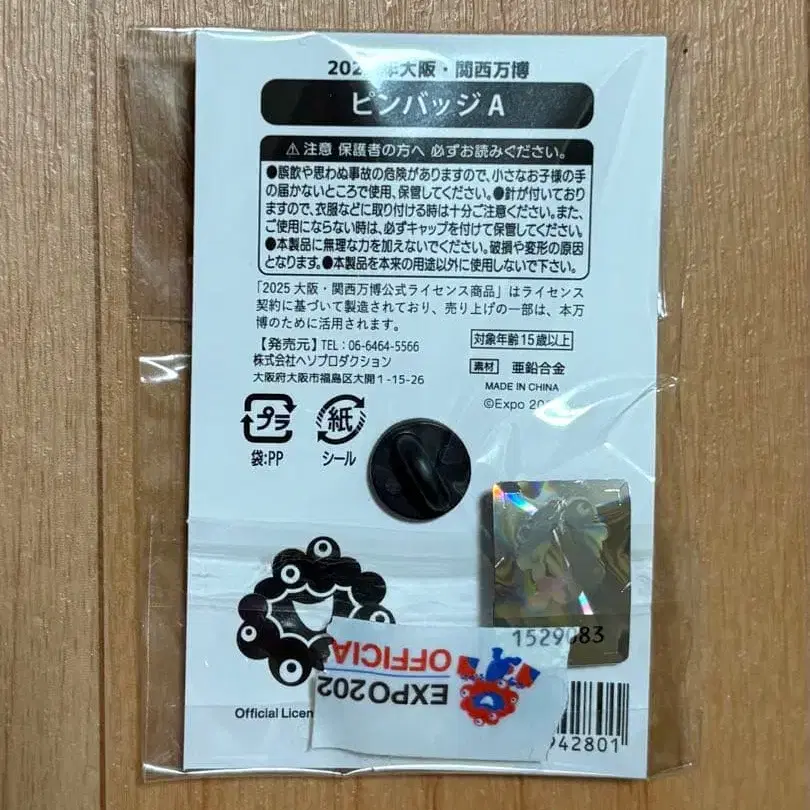 202 年大阪・関西万博
ピンバッジ A
⚠注意 保護者の方へ 必ずお読みください。
●誤飲や思わぬ事故の危険がありますので、小さなお子様の手
の届かないところで使用、保管してください。●針が付いており
ますので、衣服などに取り付ける時は十分ご注意ください。また、
ご使用にならない時は、必ずキャップを付けて保管してください。
●本製品に無理な力を加えないでください。破損や変形の原因
となります。●本製品を本来の用途以外に使用しないで下さい。
「2025 大阪・関西万博公式ライセンス商品」はライセンス
契約に基づいて製造されており、売り上げの一部は、本万
博のために活用されます。
【発売元】TEL：06-6464-5566
株式会社ヘソプロダクション
大阪府大阪市福島区大開1-15-26
対象年齢15歳以上
素材 亜鉛合金
MADE IN CHINA
©Expo 20
プラ
袋:PP
紙
シール
1529083
Official Licen
EXPO202
OFFICIA
942801